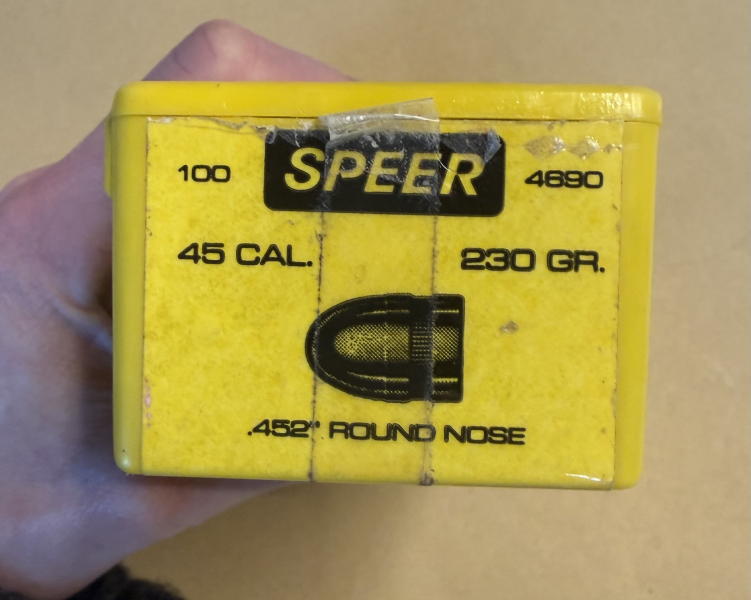 100 SPEER 4690
45 CAL. 230 GR.
.452" ROUND NOSE